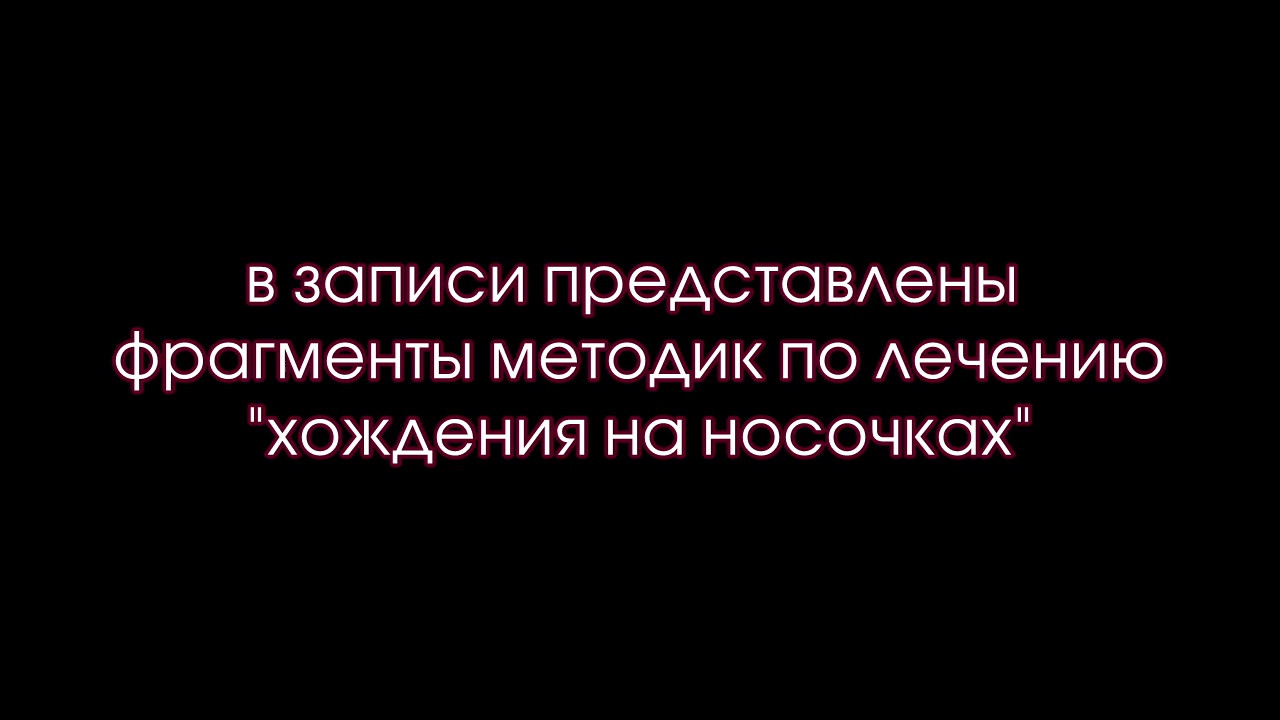 в записи представлены
фрагменты методик по лечению
"хождения на носочках"